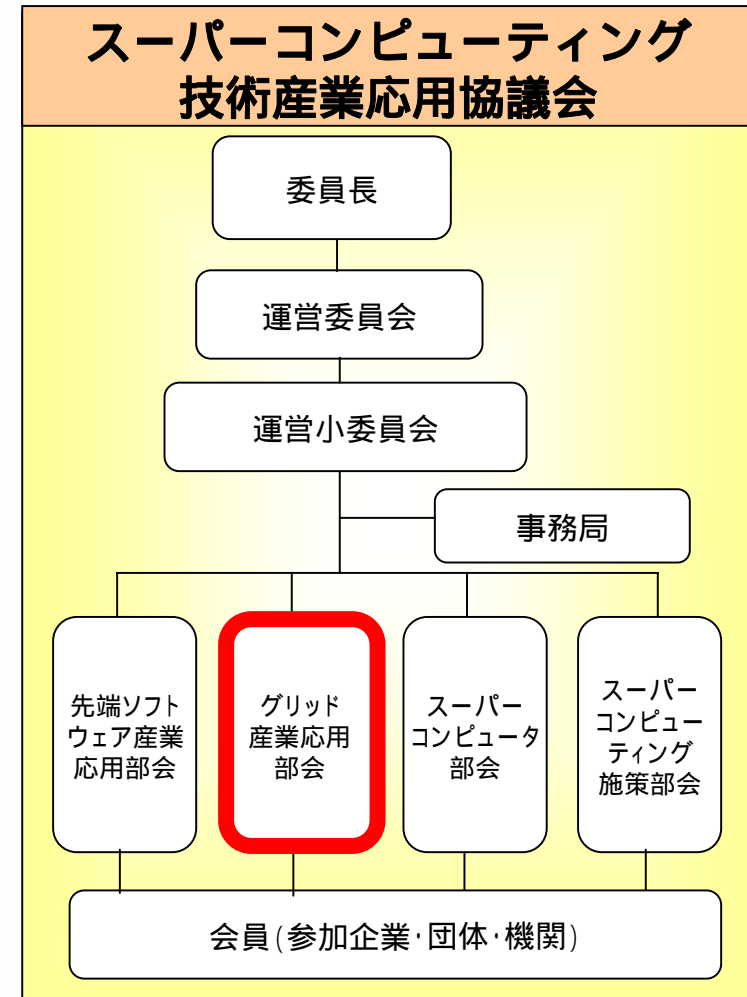 スーパーコンピューティング
技術産業応用協議会
委員長
運営委員会
運営小委員会
事務局
先端ソフト
ウェア産業
応用部会
グリッド
産業応用
部会
スーパー
コンピュータ
部会
スーパー
コンピュー
ティング
施策部会
会員(参加企業･団体･機関)